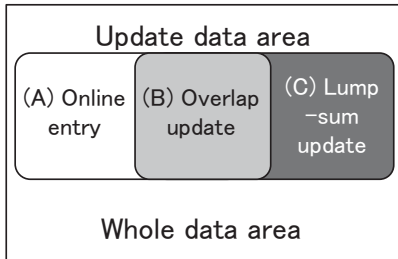 Update data area
(A) Online
entry
(B) Overlap
update
(C) Lump
-sum
update
Whole data area